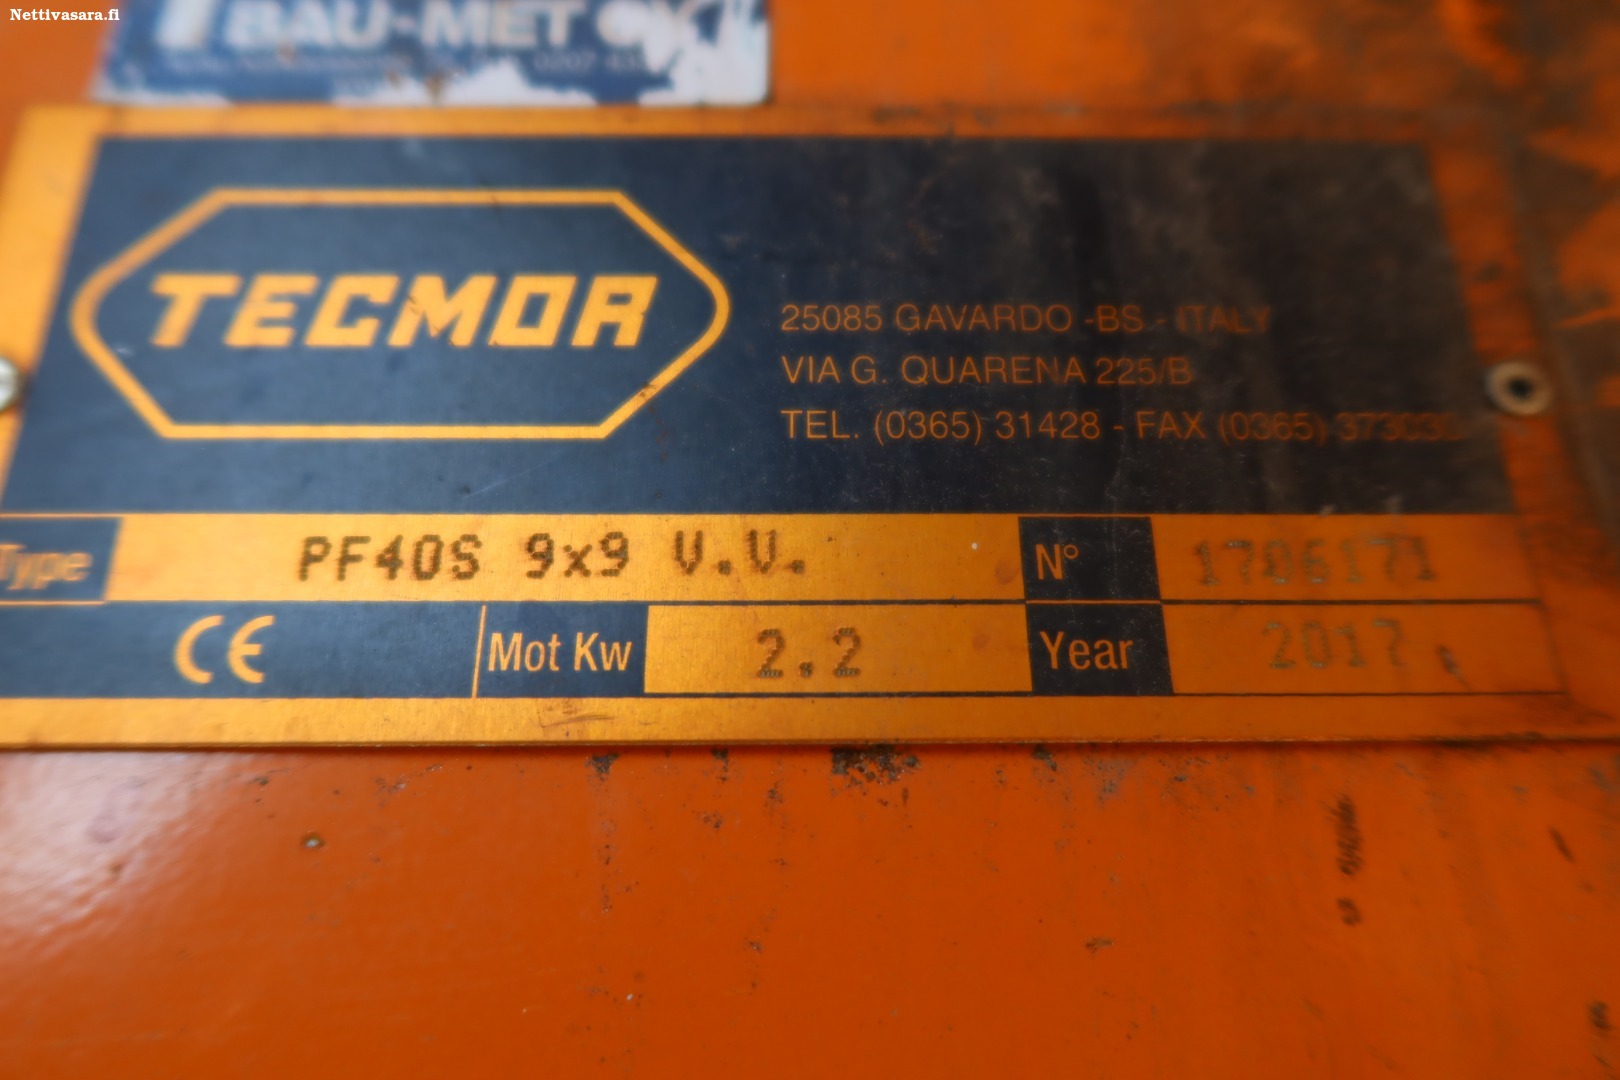 Nettivasara.fi
BAU-MET OY
TECMOR
25085 GAVARDO -BS - ITALY
VIA G. QUARENA 225/B
TEL. (0365) 31428 - FAX (0365)
Type PF40S 9x9 V.V. N° 1706171
CE Mot Kw 2.2 Year 2017